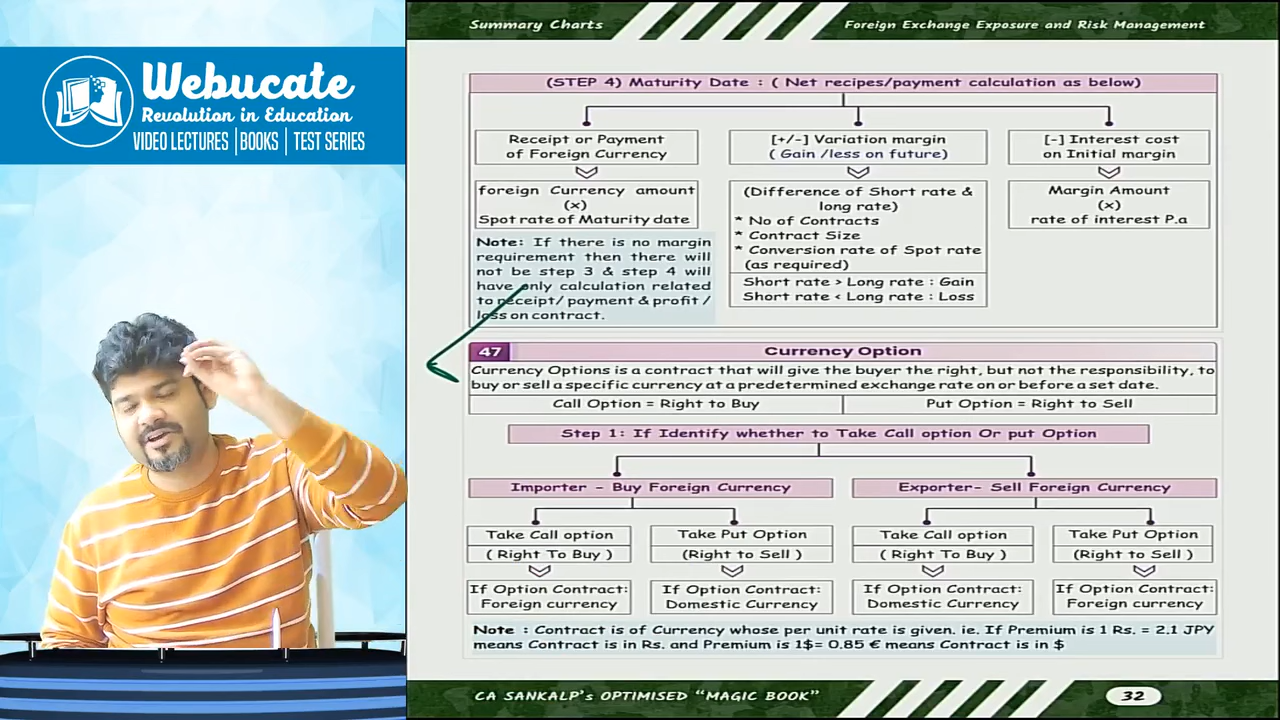 Webucate
Revolution in Education
VIDEO LECTURES | BOOKS | TEST SERIES
Summary Charts
Foreign Exchange Exposure and Risk Management
(STEP 4) Maturity Date : ( Net recipes/payment calculation as below)
Receipt or Payment
of Foreign Currency
foreign Currency amount
(x)
Spot rate of Maturity date
Note: If there is no margin
requirement then there will
not be step 3 & step 4 will
have only calculation related
to receipt/ payment & profit /
loss on contract.
[+/-] Variation margin
( Gain /less on future)
(Difference of Short rate &
long rate)
* No of Contracts
* Contract Size
* Conversion rate of Spot rate
(as required)
Short rate > Long rate : Gain
Short rate < Long rate : Loss
[-] Interest cost
on Initial margin
Margin Amount
(x)
rate of interest P.a
47
Currency Option
Currency Options is a contract that will give the buyer the right, but not the responsibility, to
buy or sell a specific currency at a predetermined exchange rate on or before a set date.
Call Option = Right to Buy
Put Option = Right to Sell
Step 1: If Identify whether to Take Call option Or put Option
Importer - Buy Foreign Currency
Exporter- Sell Foreign Currency
Take Call option
( Right To Buy )
If Option Contract:
Foreign currency
Take Put Option
(Right to Sell )
If Option Contract:
Domestic Currency
Take Call option
( Right To Buy )
If Option Contract:
Domestic Currency
Take Put Option
(Right to Sell )
If Option Contract:
Foreign currency
Note : Contract is of Currency whose per unit rate is given. ie. If Premium is 1 Rs. = 2.1 JPY
means Contract is in Rs. and Premium is 1$= 0.85 € means Contract is in $
CA SANKALP's OPTIMISED "MAGIC BOOK"
32